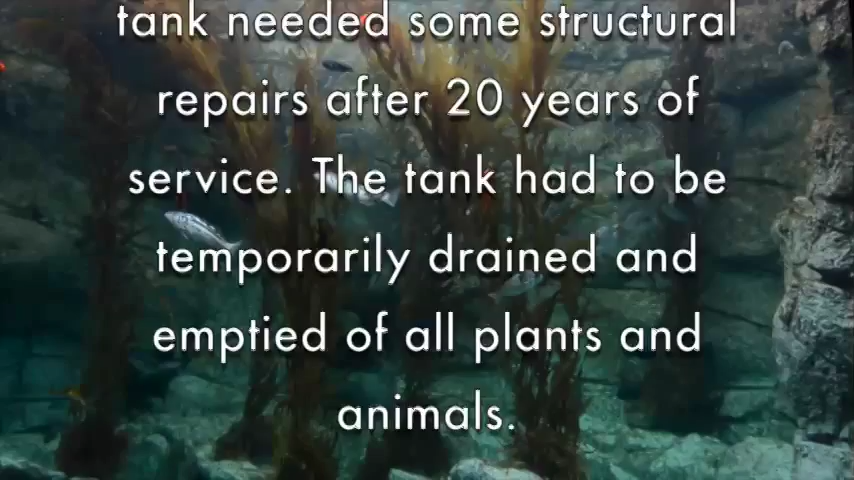 tank needed some structural
repairs after 20 years of
service. The tank had to be
temporarily drained and
emptied of all plants and
animals.